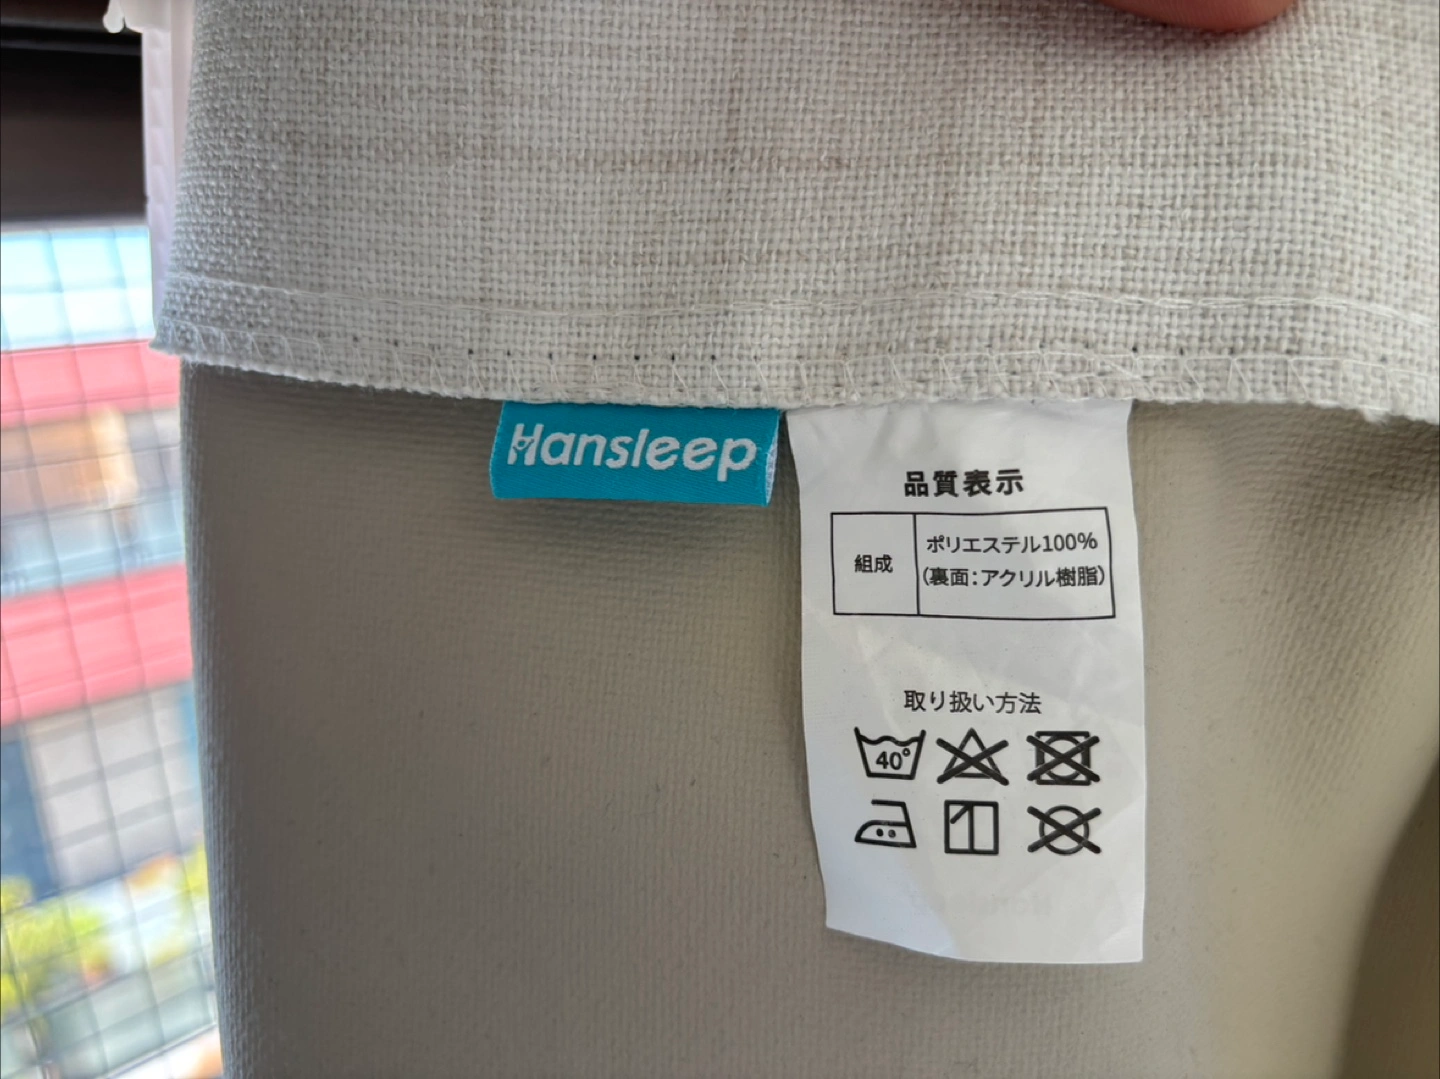 Hansleep
品質表示
組成
ポリエステル100%
(裏面:アクリル樹脂)
取り扱い方法
40°